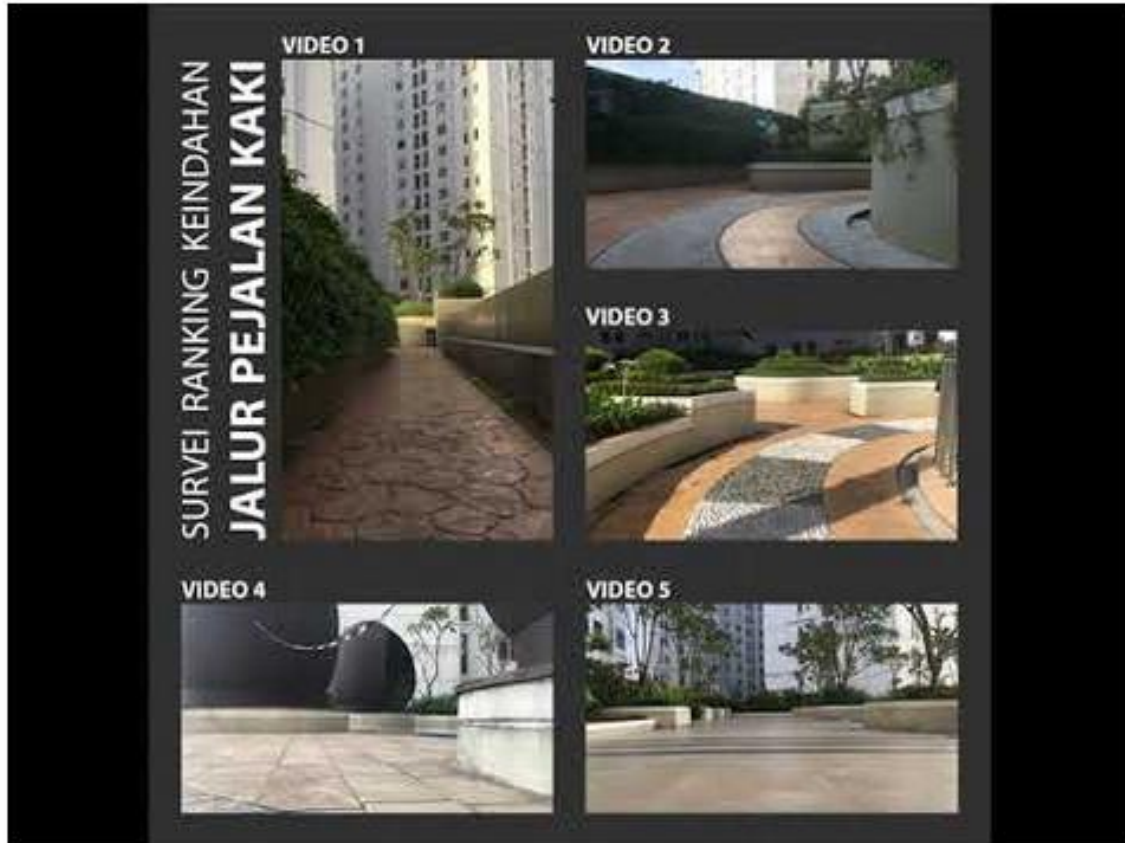 SURVEI RANKING KEINDAHAN
JALUR PEJALAN KAKI
VIDEO 1
VIDEO 2
VIDEO 3
VIDEO 4
VIDEO 5